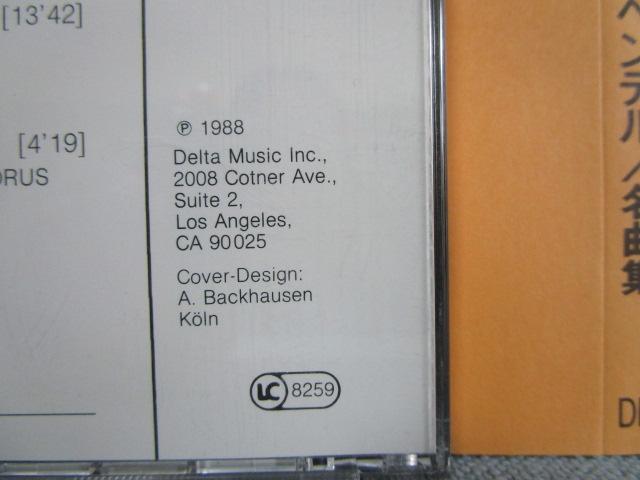 [13'42]
[4'19]
ORUS
℗ 1988
Delta Music Inc.,
2008 Cotner Ave.,
Suite 2,
Los Angeles,
CA 90025
Cover-Design:
A. Backhausen
Köln
LC 8259
ヘンデル/名曲集